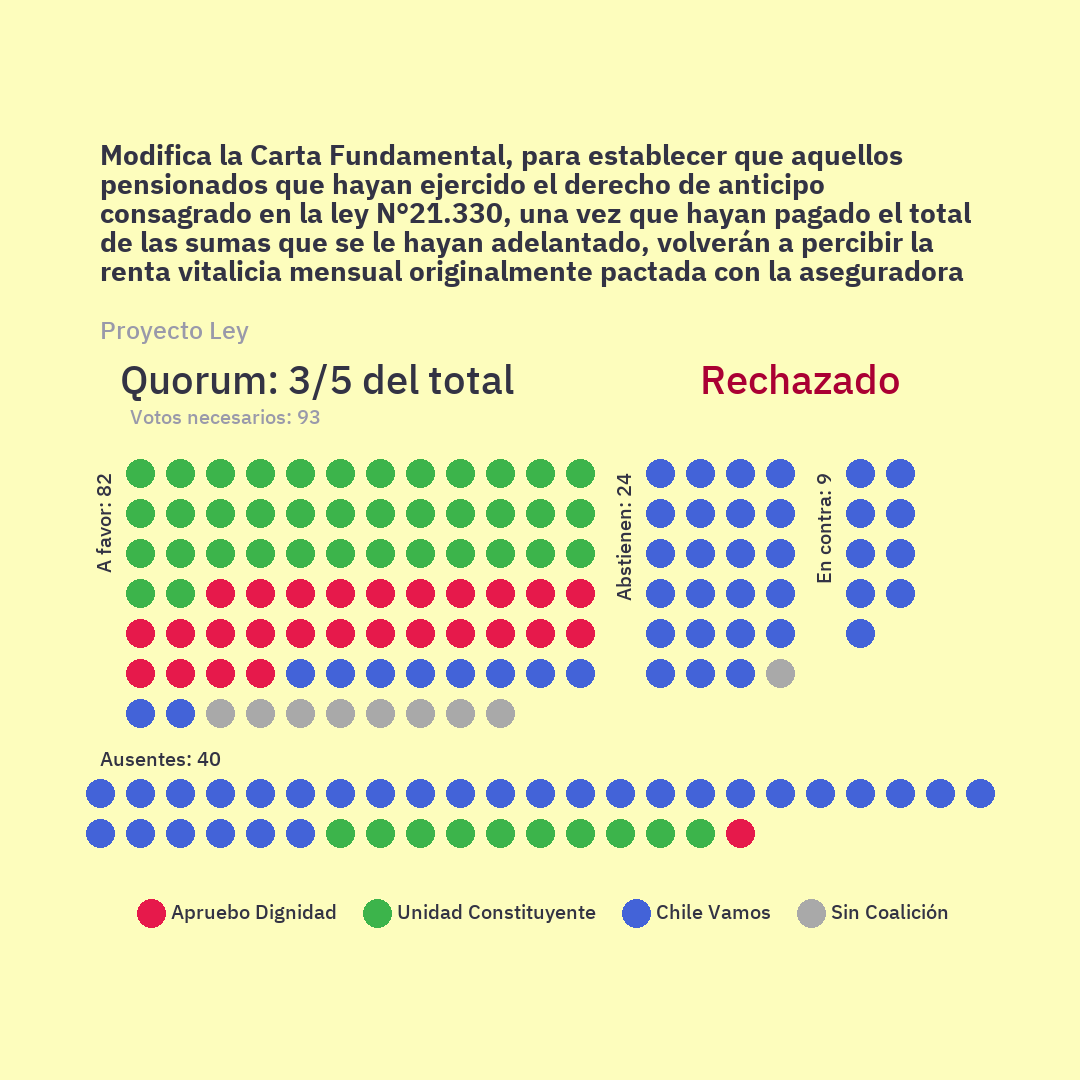 Modifica la Carta Fundamental, para establecer que aquellos
pensionados que hayan ejercido el derecho de anticipo
consagrado en la ley N°21.330, una vez que hayan pagado el total
de las sumas que se le hayan adelantado, volverán a percibir la
renta vitalicia mensual originalmente pactada con la aseguradora
Proyecto Ley
Quorum: 3/5 del total
Rechazado
Votos necesarios: 93
A favor: 82
Abstienen: 24
En contra: 9
Ausentes: 40
Apruebo Dignidad
Unidad Constituyente
Chile Vamos
Sin Coalición